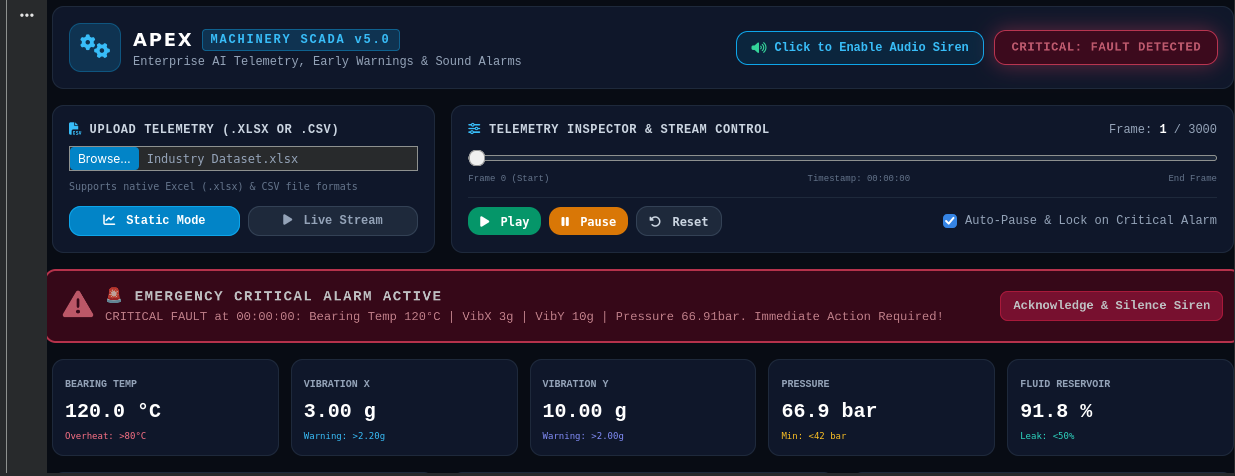 APEX MACHINERY SCADA v5.0
Enterprise AI Telemetry, Early Warnings & Sound Alarms
Click to Enable Audio Siren
CRITICAL: FAULT DETECTED
UPLOAD TELEMETRY (.XLSX OR .CSV)
Browse... Industry Dataset.xlsx
Supports native Excel (.xlsx) & CSV file formats
Static Mode
Live Stream
TELEMETRY INSPECTOR & STREAM CONTROL
Frame: 1 / 3000
Frame 0 (Start)
Timestamp: 00:00:00
End Frame
Play
Pause
Reset
Auto-Pause & Lock on Critical Alarm
🚨 EMERGENCY CRITICAL ALARM ACTIVE
CRITICAL FAULT at 00:00:00: Bearing Temp 120°C | VibX 3g | VibY 10g | Pressure 66.91bar. Immediate Action Required!
Acknowledge & Silence Siren
BEARING TEMP
120.0 °C
Overheat: >80°C
VIBRATION X
3.00 g
Warning: >2.20g
VIBRATION Y
10.00 g
Warning: >2.00g
PRESSURE
66.9 bar
Min: <42 bar
FLUID RESERVOIR
91.8 %
Leak: <50%